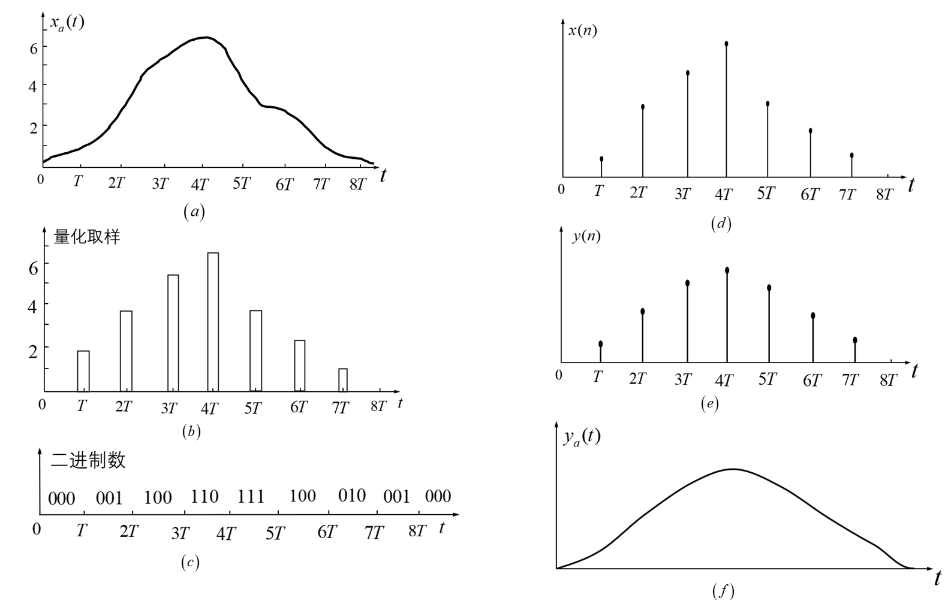 x_a(t)
6
4
2
0 T 2T 3T 4T 5T 6T 7T 8T t
(a)
量化取样
6
4
2
0 T 2T 3T 4T 5T 6T 7T 8T t
(b)
二进制数
000 001 100 110 111 100 010 001 000
0 T 2T 3T 4T 5T 6T 7T 8T t
(c)
x(n)
0 T 2T 3T 4T 5T 6T 7T 8T t
(d)
y(n)
0 T 2T 3T 4T 5T 6T 7T 8T t
(e)
y_a(t)
t
(f)